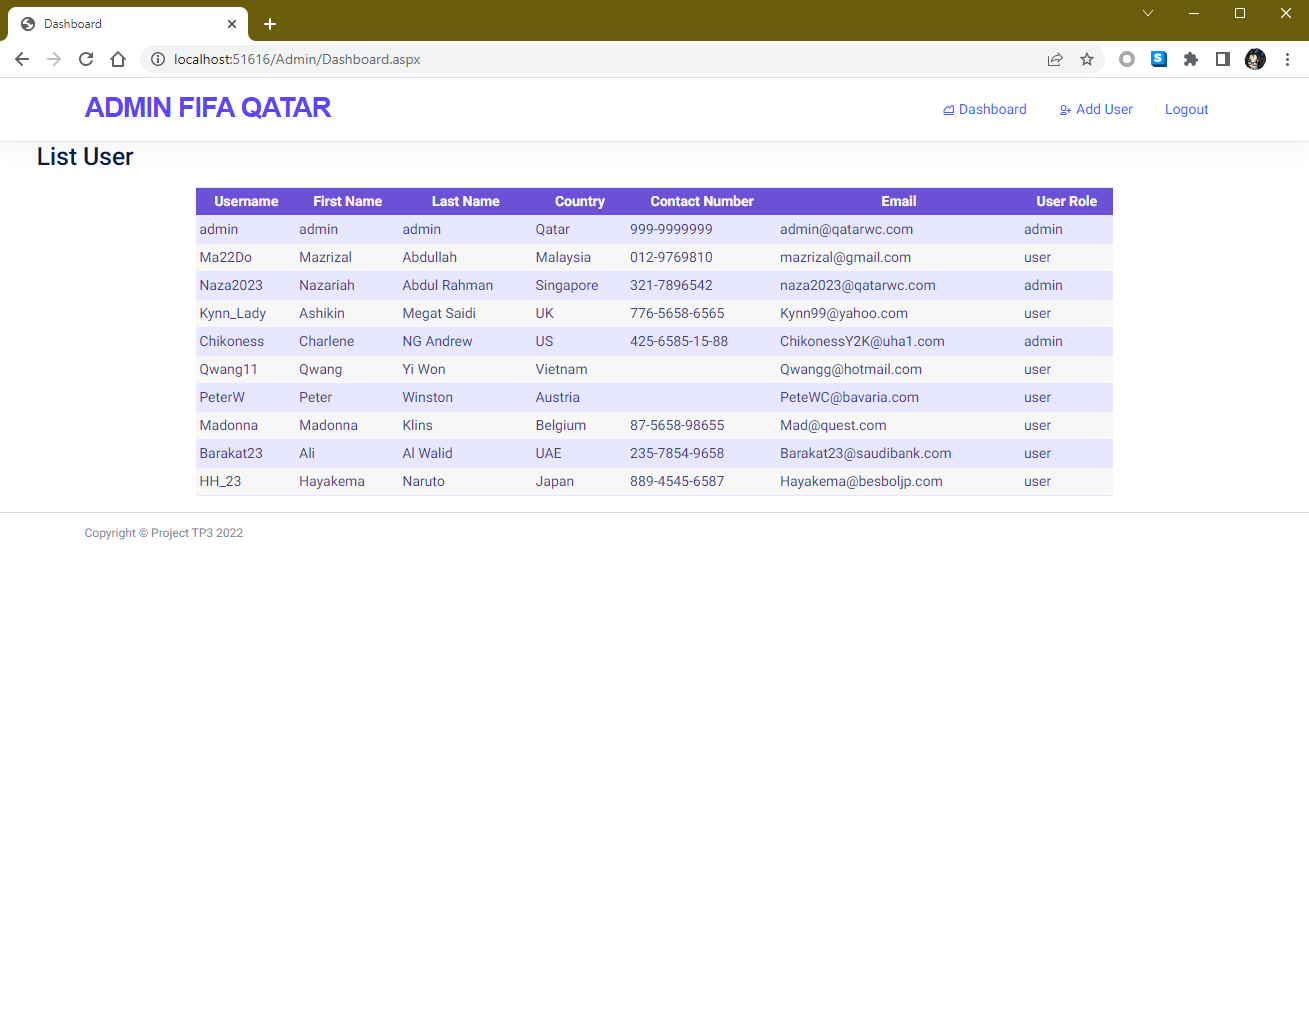 Dashboard
localhost:51616/Admin/Dashboard.aspx
ADMIN FIFA QATAR Dashboard Add User Logout
List User
Username First Name Last Name Country Contact Number Email User Role
admin admin admin Qatar 999-9999999 admin@qatarwc.com admin
Ma22Do Mazrizal Abdullah Malaysia 012-9769810 mazrizal@gmail.com user
Naza2023 Nazariah Abdul Rahman Singapore 321-7896542 naza2023@qatarwc.com admin
Kynn_Lady Ashikin Megat Saidi UK 776-5658-6565 Kynn99@yahoo.com user
Chikoness Charlene NG Andrew US 425-6585-15-88 ChikonessY2K@uha1.com admin
Qwang11 Qwang Yi Won Vietnam Qwangg@hotmail.com user
PeterW Peter Winston Austria PeteWC@bavaria.com user
Madonna Madonna Klins Belgium 87-5658-98655 Mad@quest.com user
Barakat23 Ali Al Walid UAE 235-7854-9658 Barakat23@saudibank.com user
HH_23 Hayakema Naruto Japan 889-4545-6587 Hayakema@besboljp.com user
Copyright © Project TP3 2022